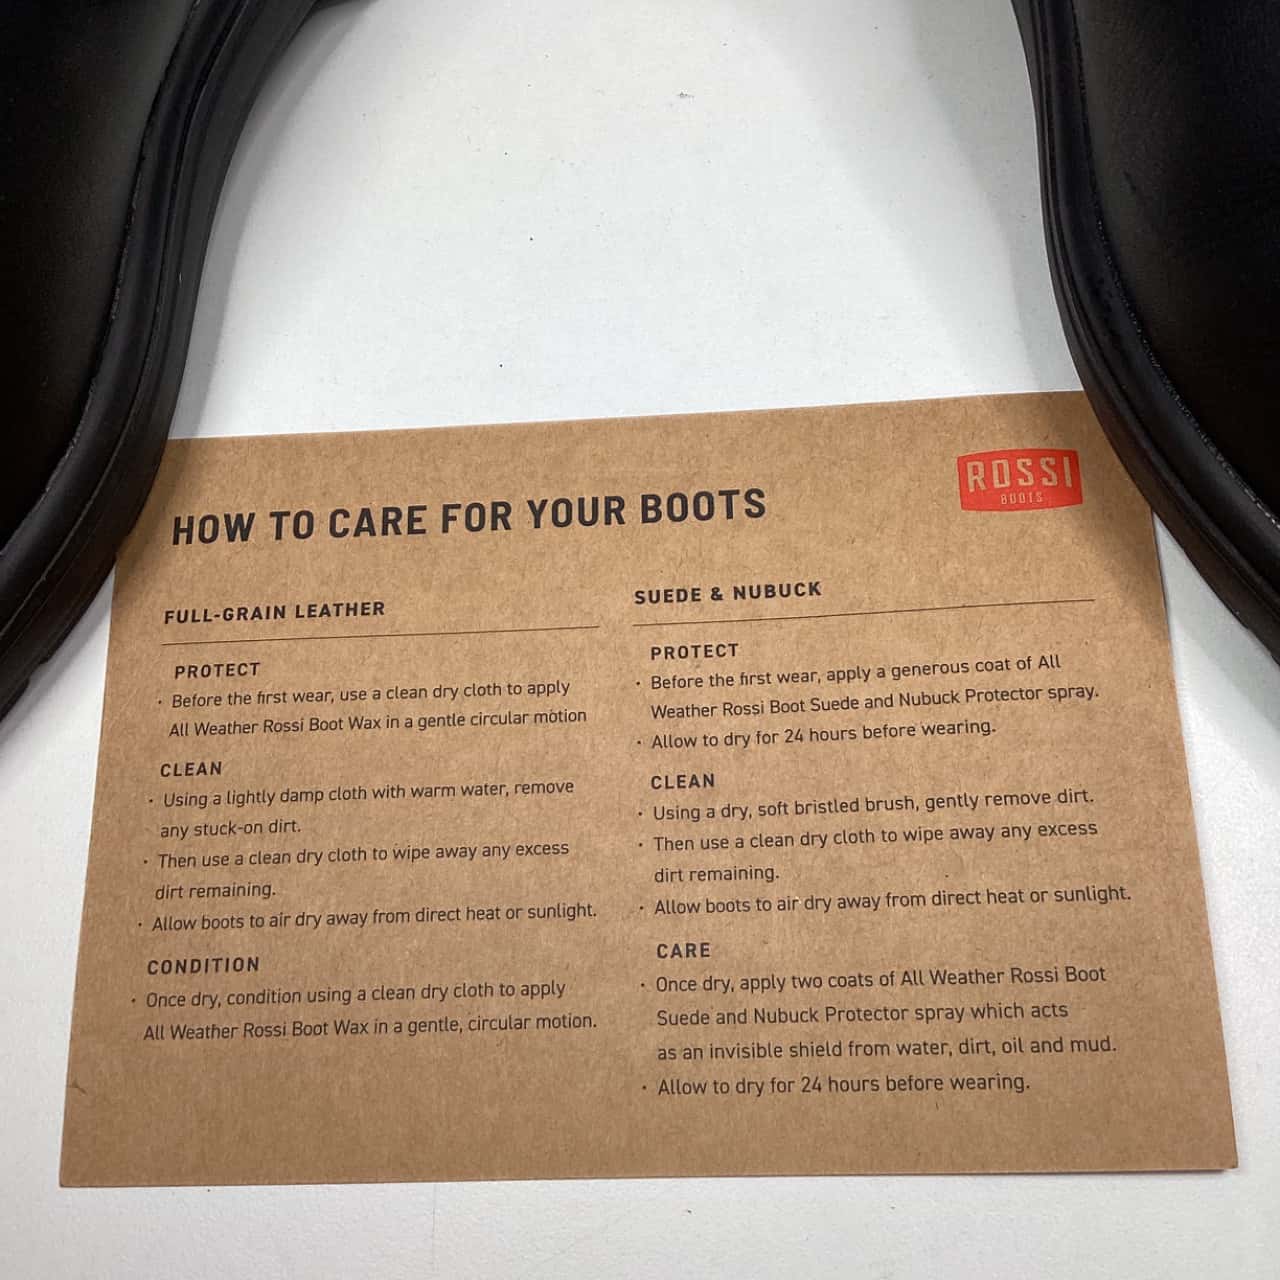 ROSSI
BOOTS
HOW TO CARE FOR YOUR BOOTS
FULL-GRAIN LEATHER
PROTECT
· Before the first wear, use a clean dry cloth to apply
All Weather Rossi Boot Wax in a gentle circular motion
CLEAN
· Using a lightly damp cloth with warm water, remove
any stuck-on dirt.
· Then use a clean dry cloth to wipe away any excess
dirt remaining.
· Allow boots to air dry away from direct heat or sunlight.
CONDITION
· Once dry, condition using a clean dry cloth to apply
All Weather Rossi Boot Wax in a gentle, circular motion.
SUEDE & NUBUCK
PROTECT
· Before the first wear, apply a generous coat of All
Weather Rossi Boot Suede and Nubuck Protector spray.
· Allow to dry for 24 hours before wearing.
CLEAN
· Using a dry, soft bristled brush, gently remove dirt.
· Then use a clean dry cloth to wipe away any excess
dirt remaining.
· Allow boots to air dry away from direct heat or sunlight.
CARE
· Once dry, apply two coats of All Weather Rossi Boot
Suede and Nubuck Protector spray which acts
as an invisible shield from water, dirt, oil and mud.
· Allow to dry for 24 hours before wearing.